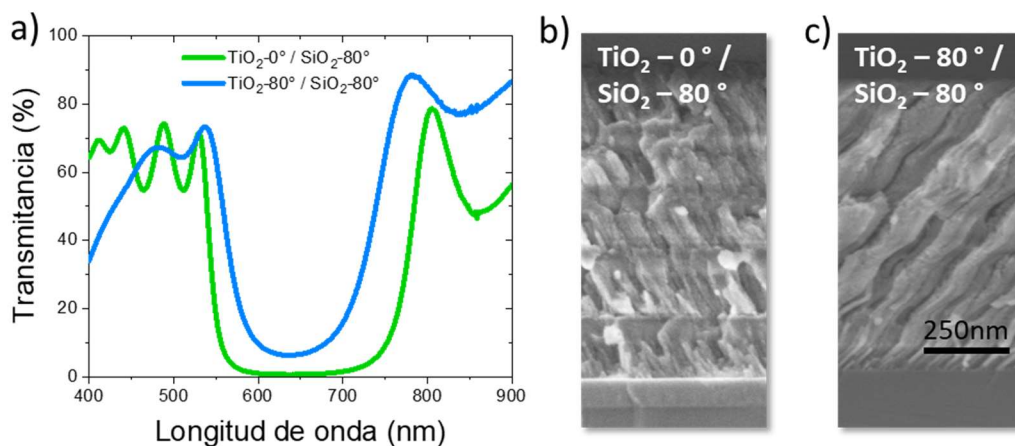 a)
TiO₂-0° / SiO₂-80°
TiO₂-80° / SiO₂-80°
Transmitancia (%)
100
80
60
40
20
0
400 500 600 700 800 900
Longitud de onda (nm)
b)
TiO₂ – 0 ° /
SiO₂ – 80 °
c)
TiO₂ – 80 ° /
SiO₂ – 80 °
250nm